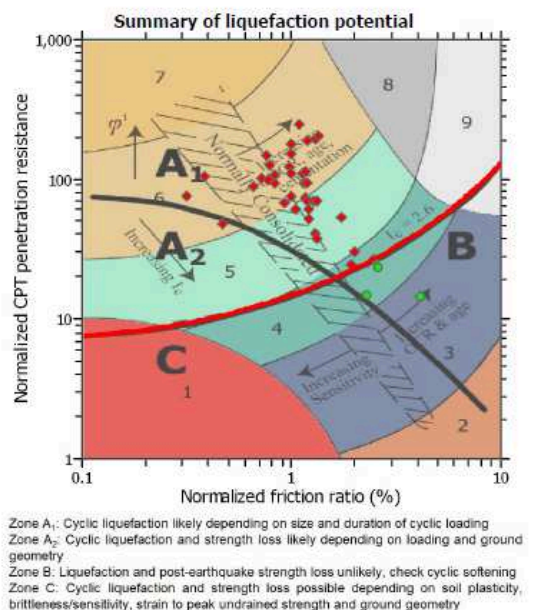 Summary of liquefaction potential
1,000
7
8
9
φ'
A₁
Normally Consolidated
6
100
A₂
Increasing Ic
5
Ic = 2.6
B
10
4
Increasing
OCR & age
3
C
Increasing
Sensitivity
1
2
1
0.1
1
10
Normalized CPT penetration resistance
Normalized friction ratio (%)
Zone A₁: Cyclic liquefaction likely depending on size and duration of cyclic loading
Zone A₂: Cyclic liquefaction and strength loss likely depending on loading and ground
geometry
Zone B: Liquefaction and post-earthquake strength loss unlikely, check cyclic softening
Zone C: Cyclic liquefaction and strength loss possible depending on soil plasticity,
brittleness/sensitivity, strain to peak undrained strength and ground geometry